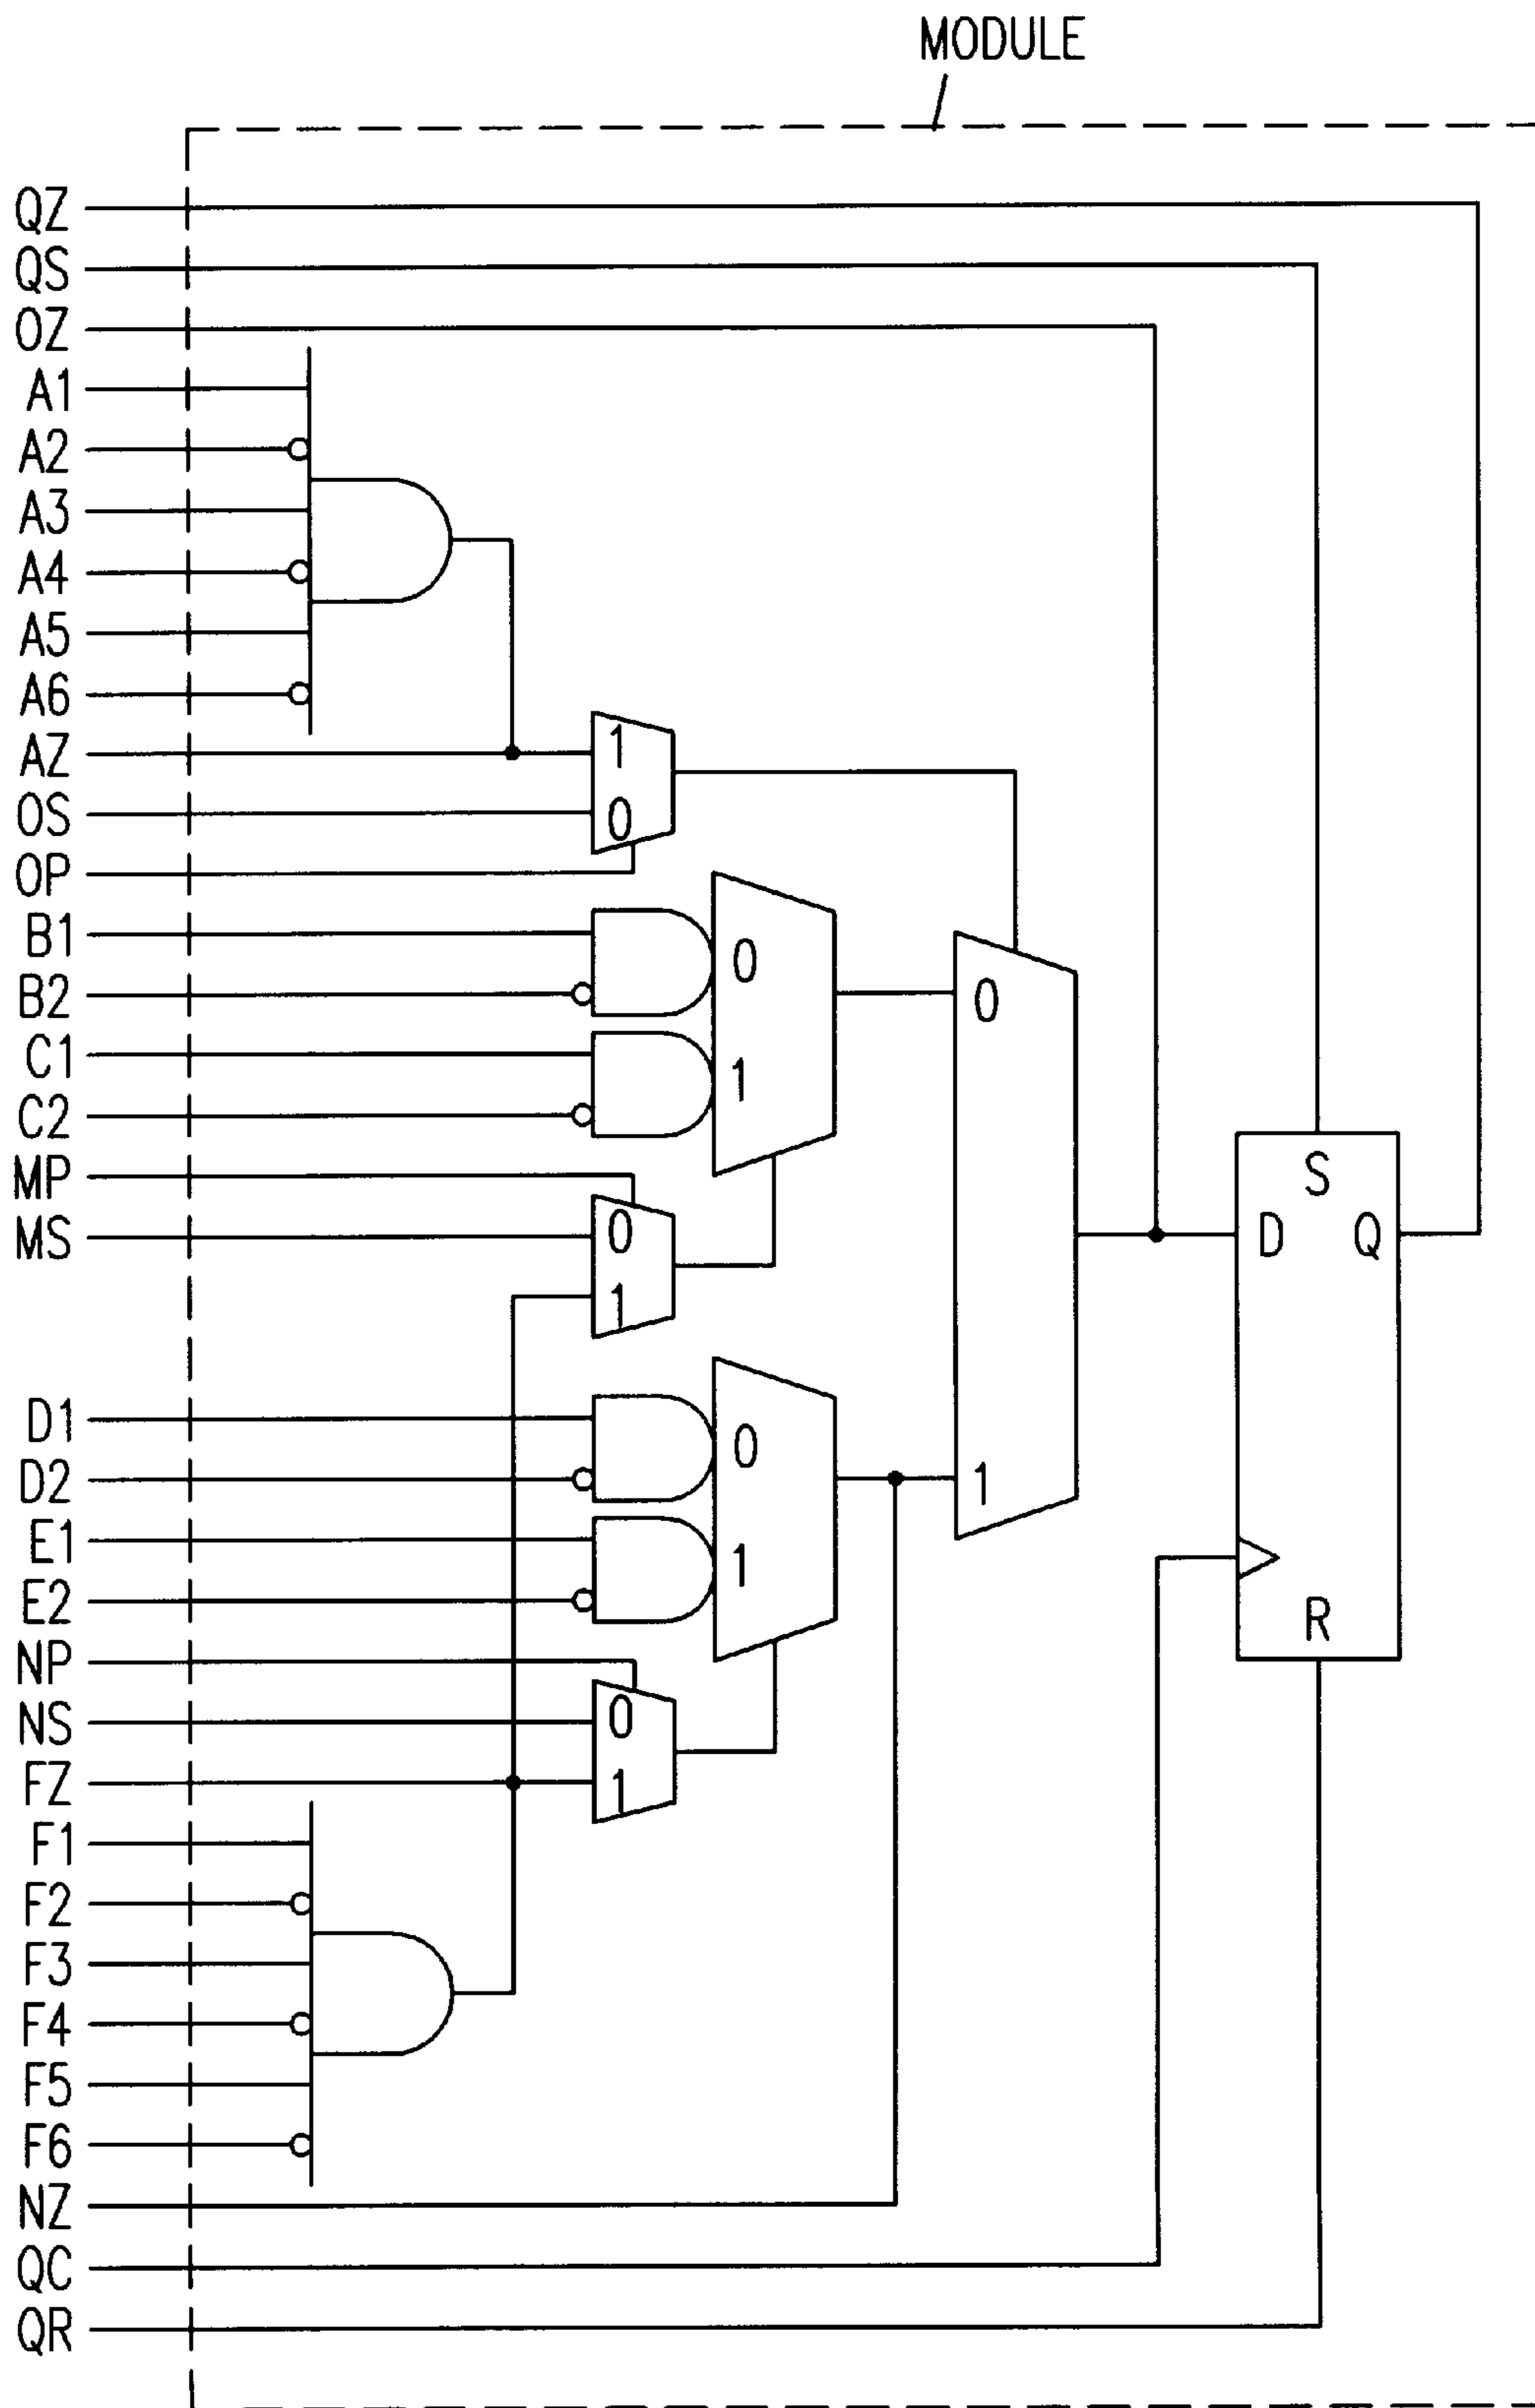 MODULE
QZ
QS
OZ
A1
A2
A3
A4
A5
A6
AZ
1
OS
0
OP
B1
0
B2
0
C1
1
C2
MP
S
MS
0
D
Q
1
D1
0
D2
1
E1
1
E2
R
NP
NS
0
FZ
1
F1
F2
F3
F4
F5
F6
NZ
QC
QR